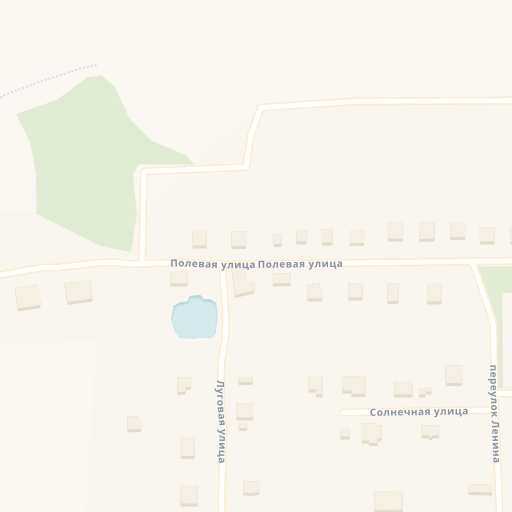 Полевая улица Полевая улица
переулок Ленина
Луговая улица
Солнечная улица